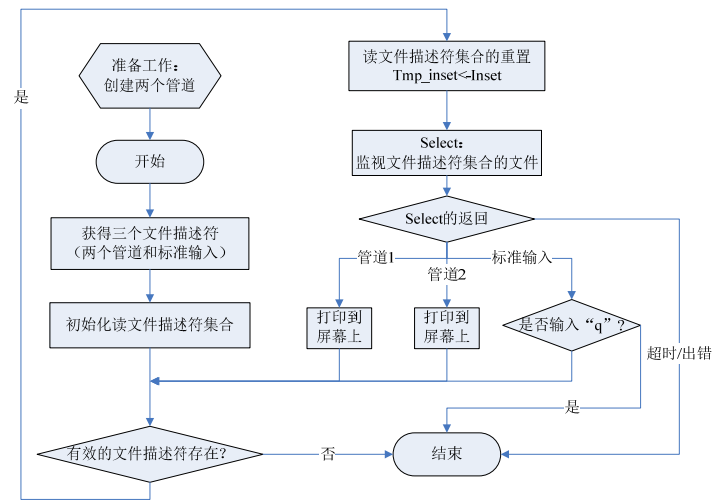 准备工作：
创建两个管道
开始
获得三个文件描述符
（两个管道和标准输入）
初始化读文件描述符集合
有效的文件描述符存在？
是
否
读文件描述符集合的重置
Tmp_inset<-Inset
Select：
监视文件描述符集合的文件
Select的返回
管道1
管道2
标准输入
打印到
屏幕上
打印到
屏幕上
是否输入“q”？
超时/出错
是
结束